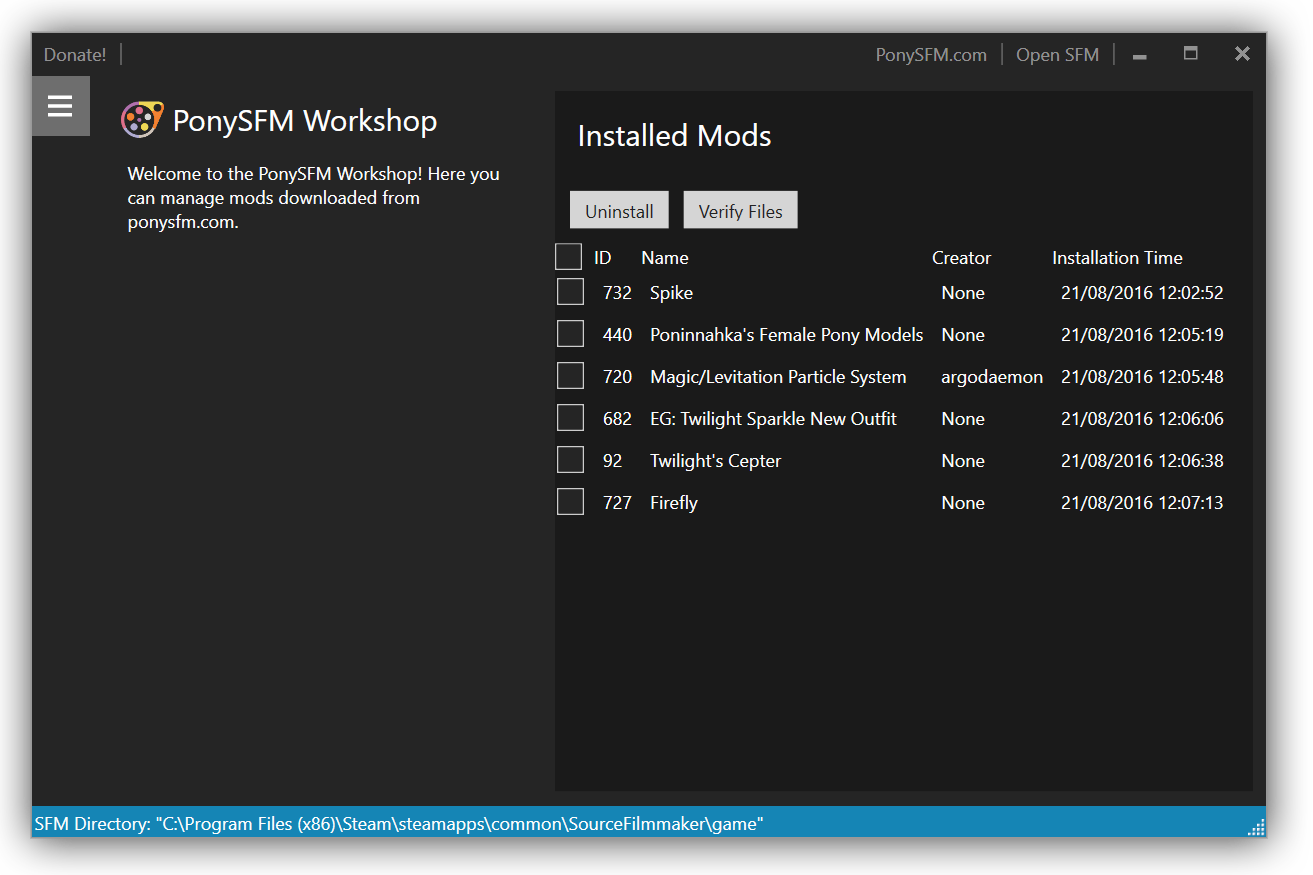 Donate!
PonySFM.com
Open SFM
PonySFM Workshop
Welcome to the PonySFM Workshop! Here you
can manage mods downloaded from
ponysfm.com.
Installed Mods
Uninstall Verify Files
ID Name Creator Installation Time
732 Spike None 21/08/2016 12:02:52
440 Poninnahka's Female Pony Models None 21/08/2016 12:05:19
720 Magic/Levitation Particle System argodaemon 21/08/2016 12:05:48
682 EG: Twilight Sparkle New Outfit None 21/08/2016 12:06:06
92 Twilight's Cepter None 21/08/2016 12:06:38
727 Firefly None 21/08/2016 12:07:13
SFM Directory: "C:\Program Files (x86)\Steam\steamapps\common\SourceFilmmaker\game"